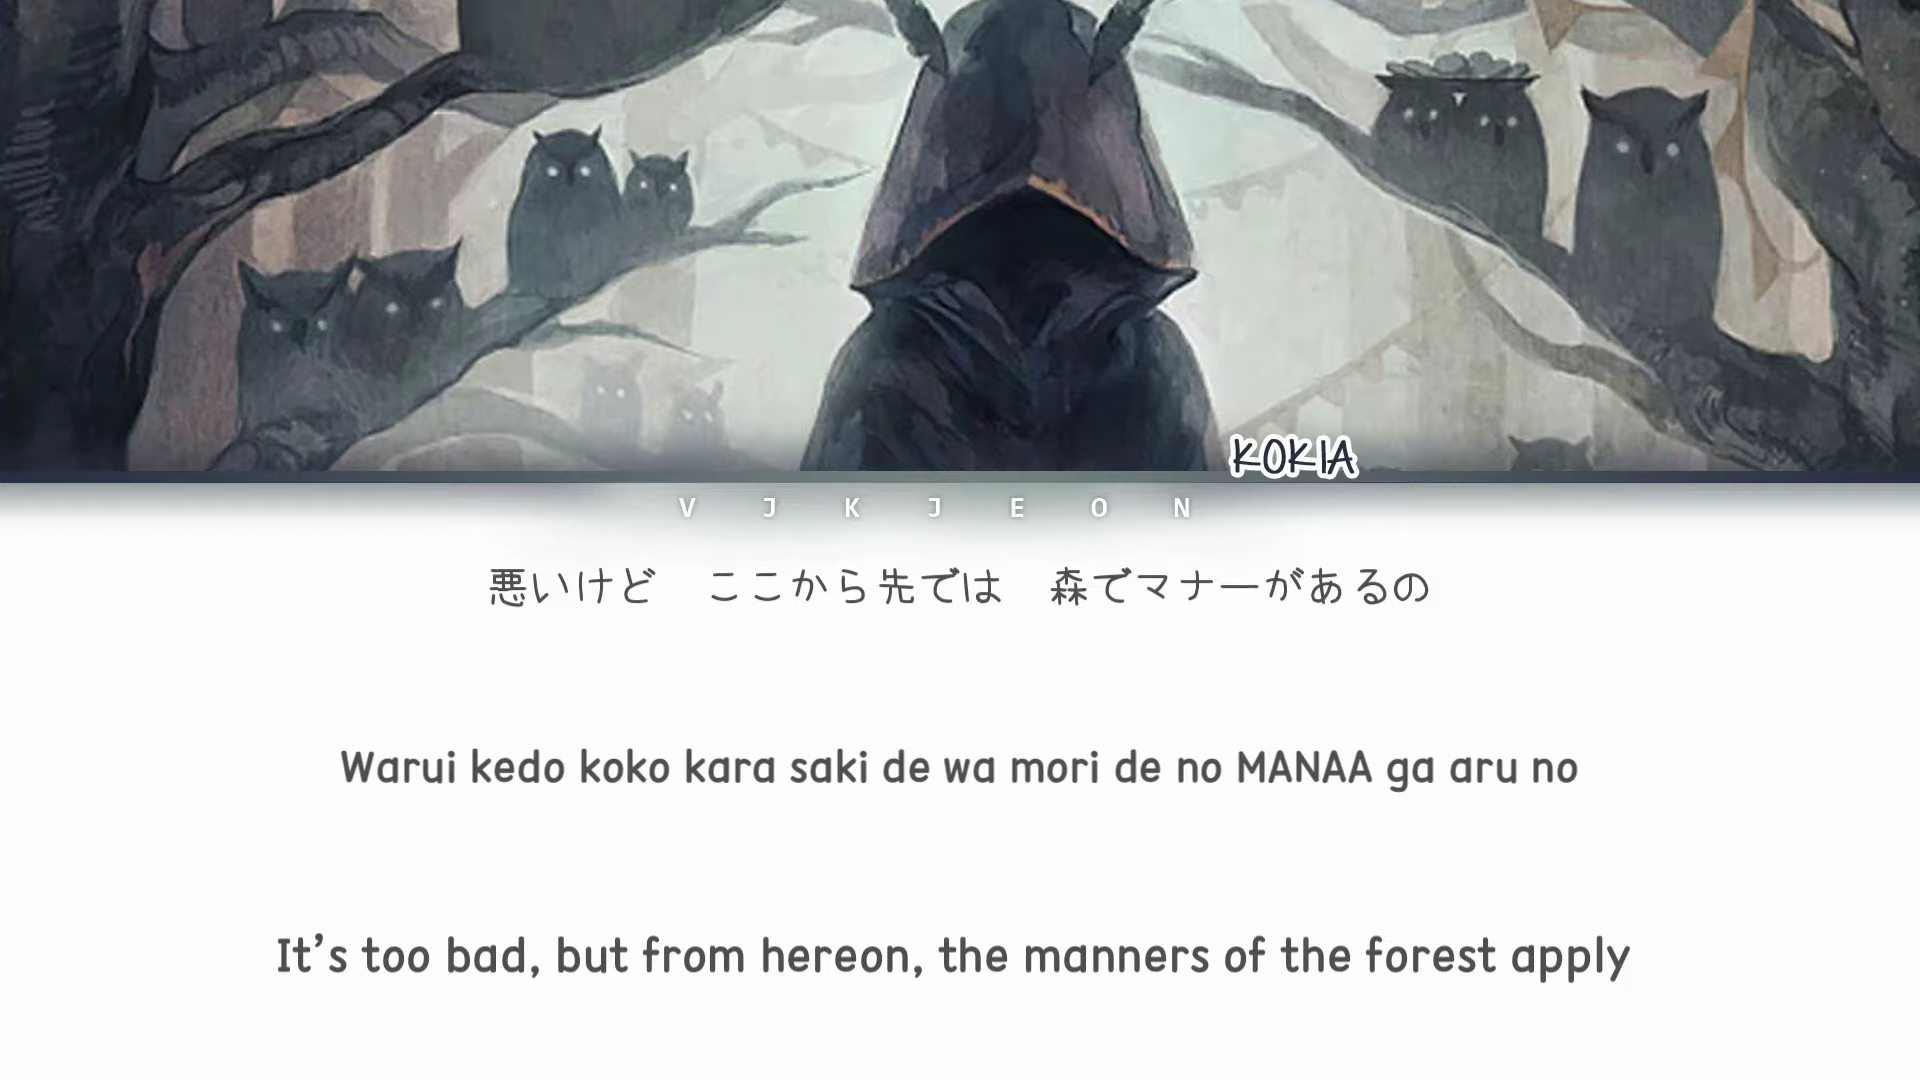 KOKIA
VJKJEON
悪いけど　ここから先では　森でマナーがあるの
Warui kedo koko kara saki de wa mori de no MANAA ga aru no
It's too bad, but from hereon, the manners of the forest apply